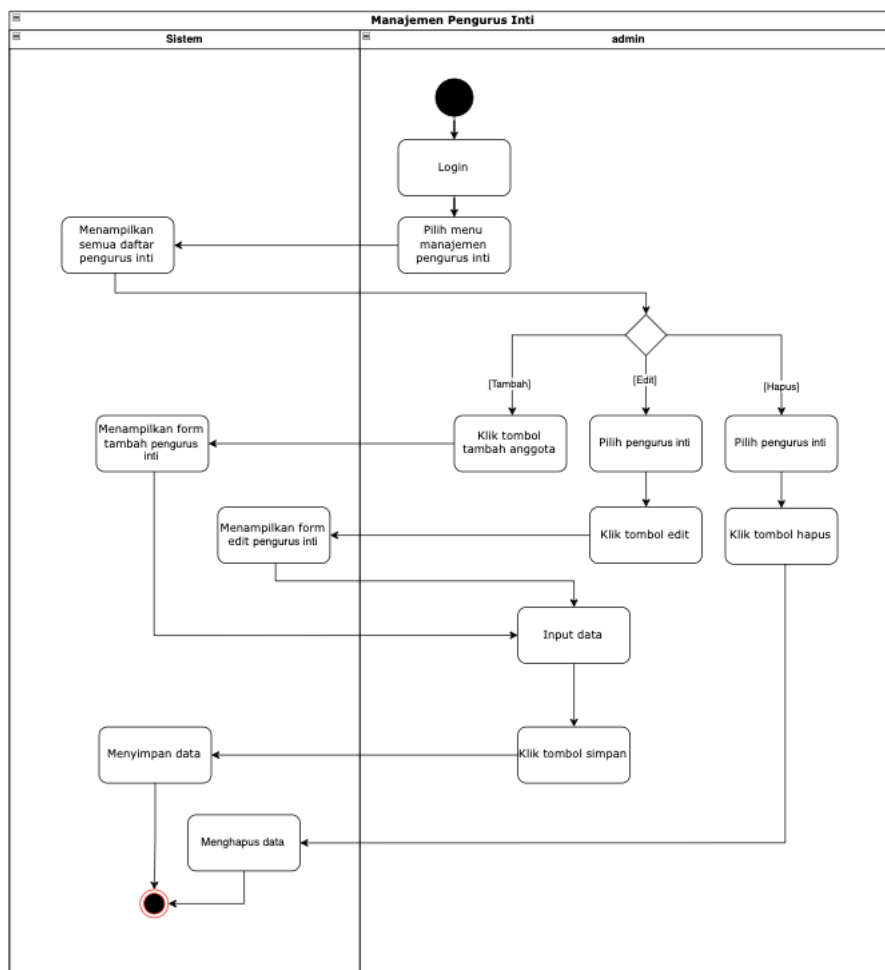 Manajemen Pengurus Inti
Sistem
admin
Login
Pilih menu
manajemen
pengurus inti
Menampilkan
semua daftar
pengurus inti
[Tambah]
[Edit]
[Hapus]
Menampilkan form
tambah pengurus
inti
Klik tombol
tambah anggota
Pilih pengurus inti
Pilih pengurus inti
Menampilkan form
edit pengurus inti
Klik tombol edit
Klik tombol hapus
Input data
Menyimpan data
Klik tombol simpan
Menghapus data